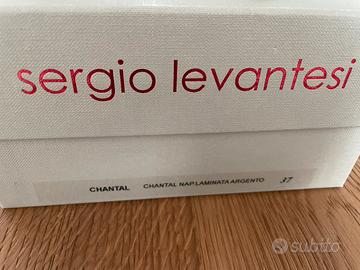 sergio levantesi
CHANTAL CHANTAL NAP.LAMINATA ARGENTO 37
subito